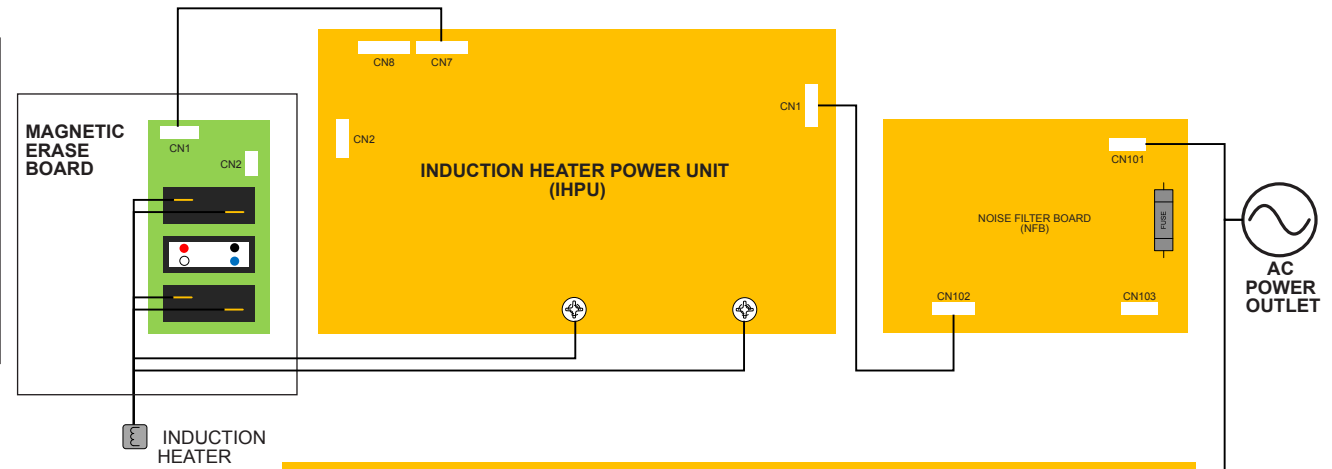 MAGNETIC
ERASE
BOARD
CN1
CN2
CN8
CN7
CN2
CN1
INDUCTION HEATER POWER UNIT
(IHPU)
CN101
NOISE FILTER BOARD
(NFB)
FUSE
CN102
CN103
AC
POWER
OUTLET
INDUCTION
HEATER